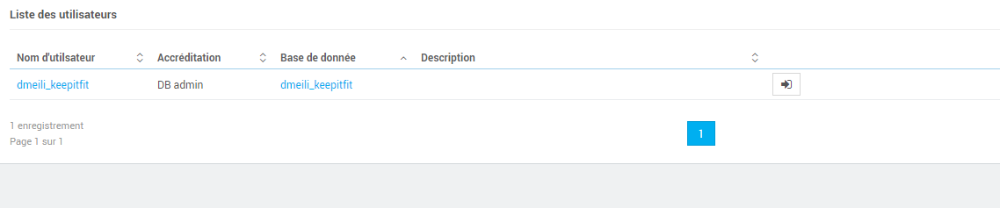 Liste des utilisateurs
Nom d'utilsateur Accréditation Base de donnée Description
dmeili_keepitfit DB admin dmeili_keepitfit
1 enregistrement
Page 1 sur 1
1